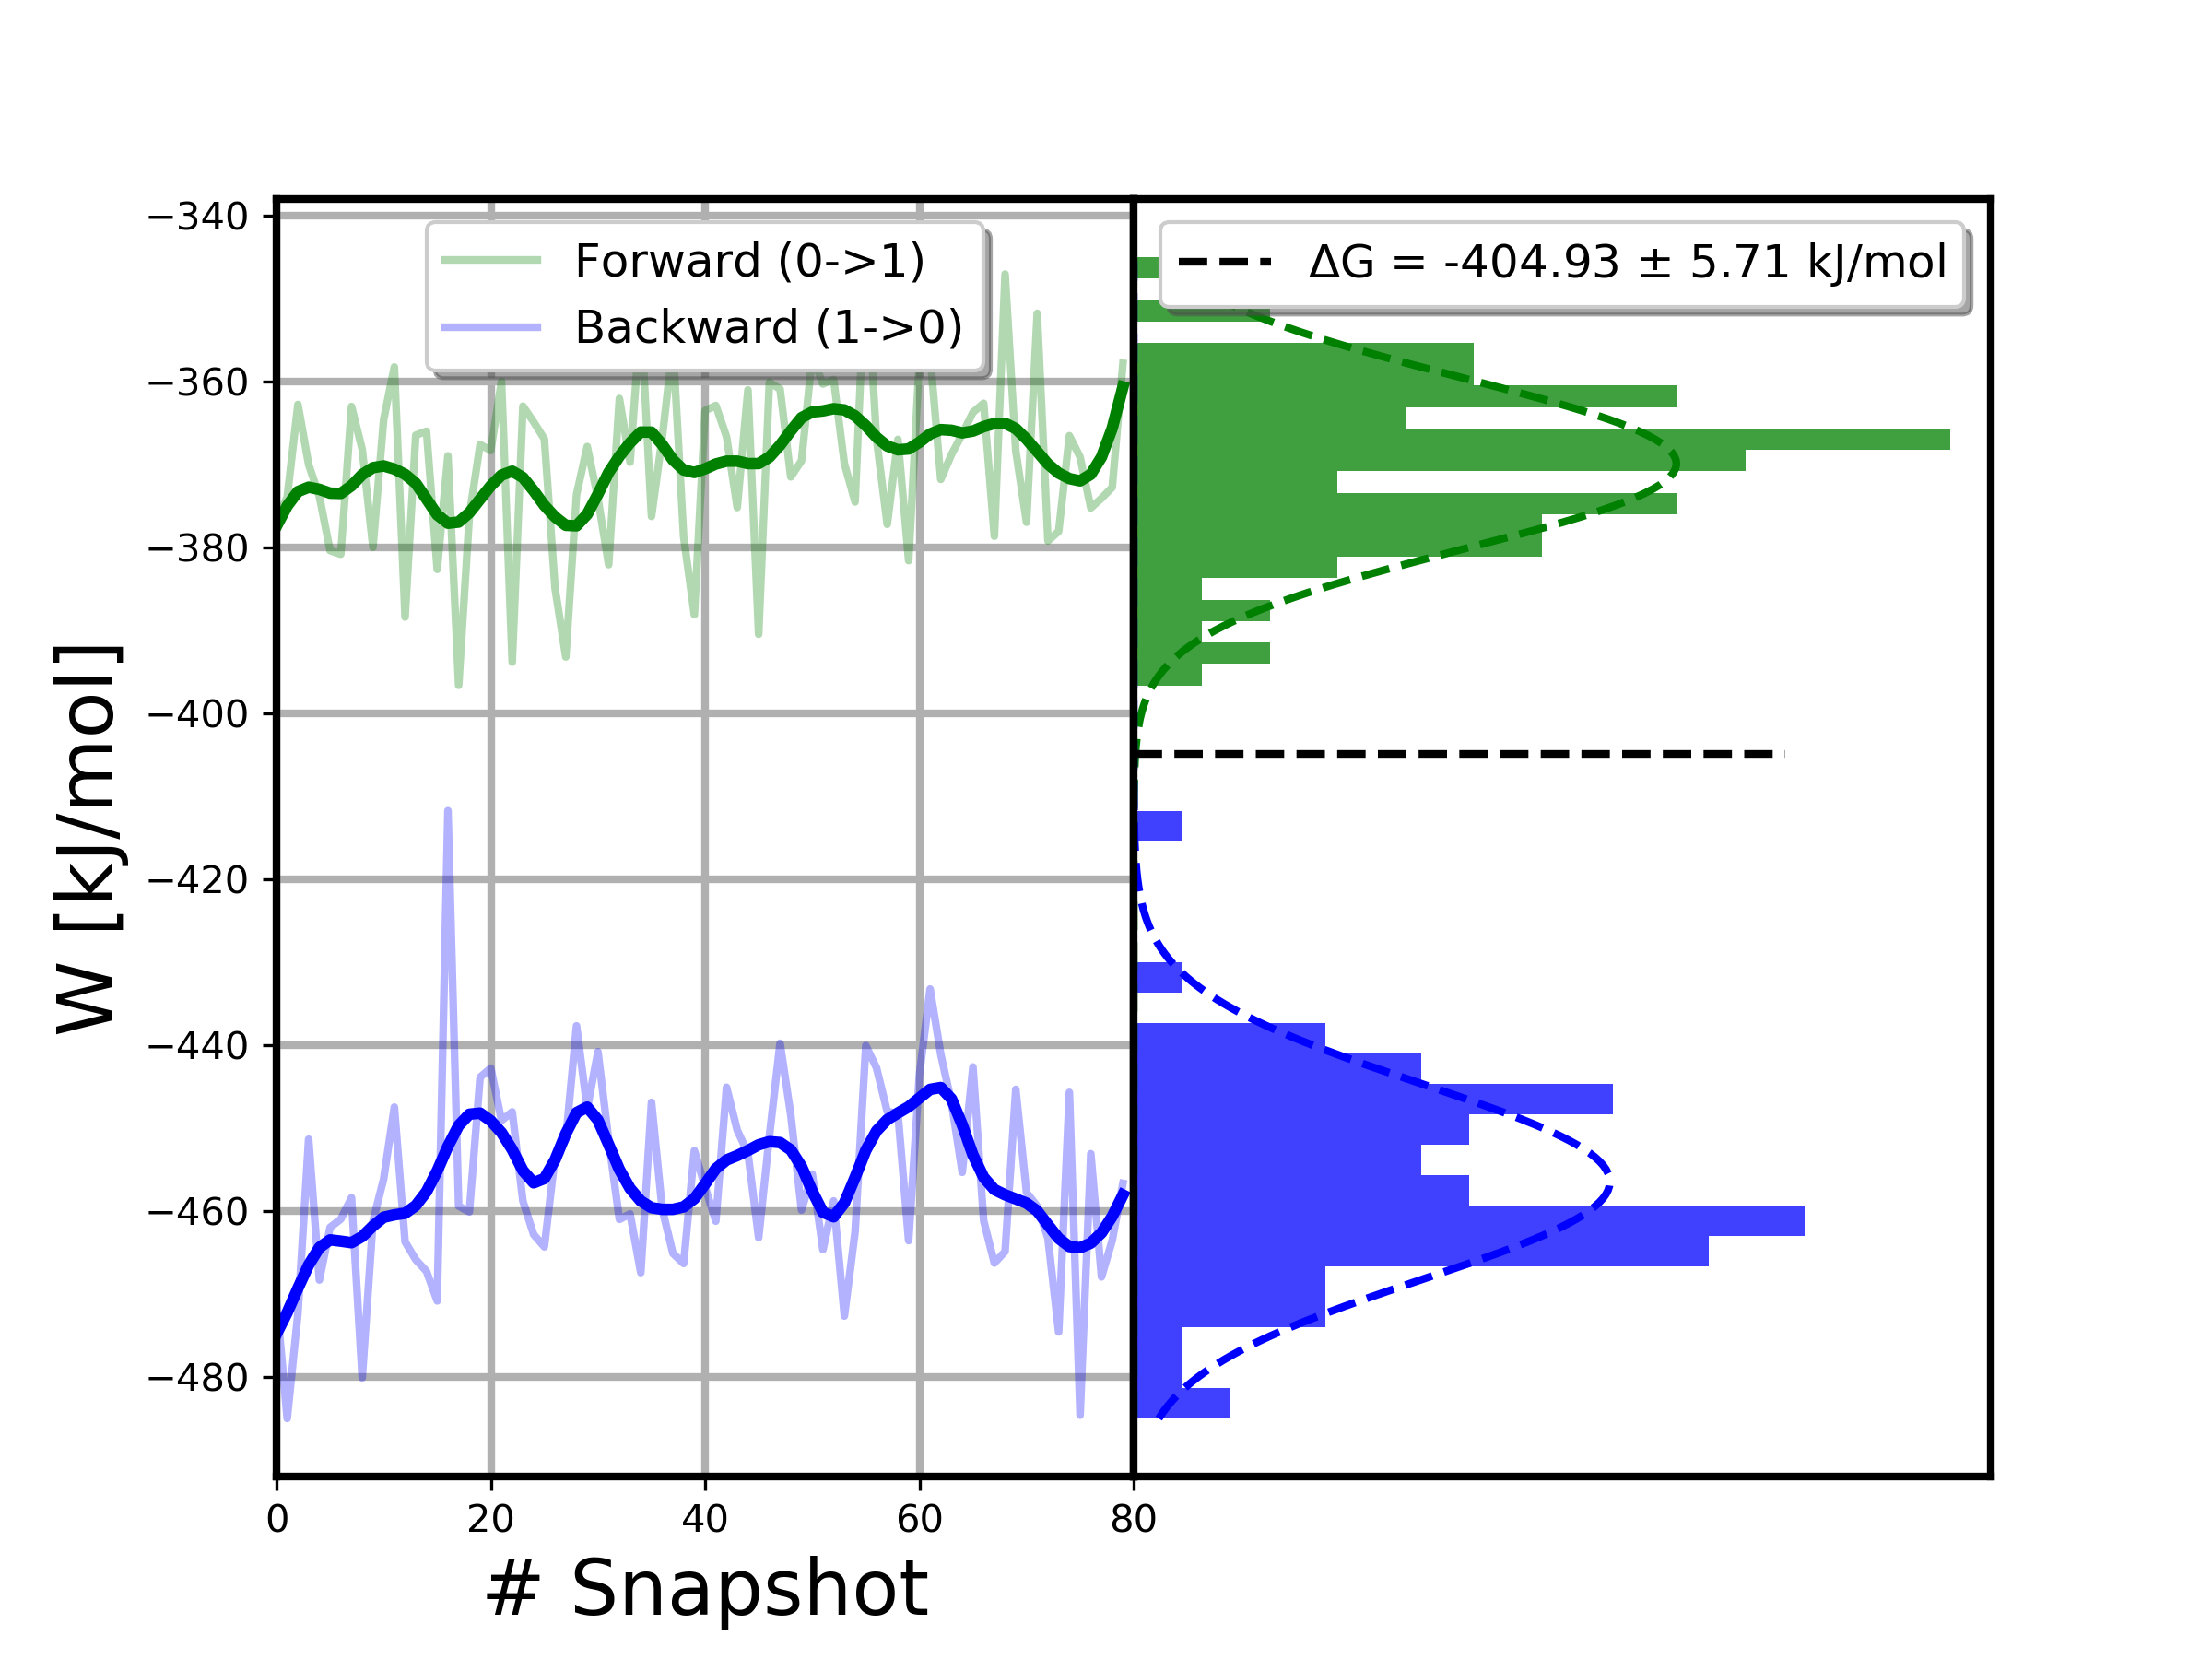 −340
−360
−380
−400
−420
−440
−460
−480
W [kJ/mol]
Forward (0->1)
Backward (1->0)
ΔG = -404.93 ± 5.71 kJ/mol
0 20 40 60 80
# Snapshot